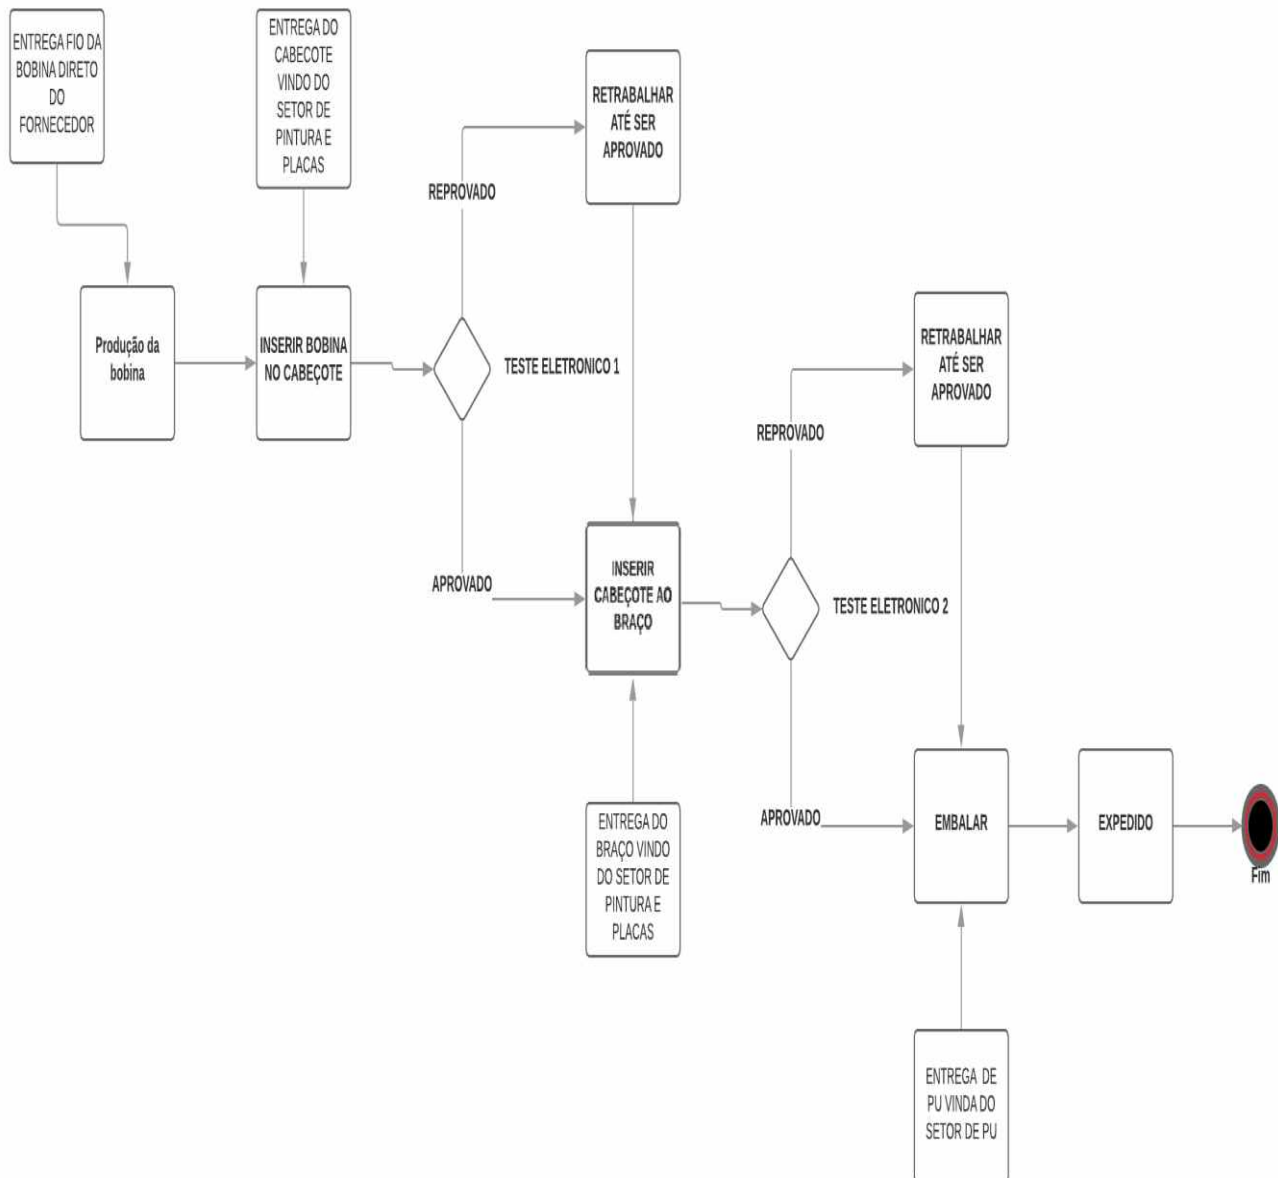 ENTREGA FIO DA
BOBINA DIRETO
DO
FORNECEDOR
ENTREGA DO
CABECOTE
VINDO DO
SETOR DE
PINTURA E
PLACAS
RETRABALHAR
ATÉ SER
APROVADO
REPROVADO
Produção da
bobina
INSERIR BOBINA
NO CABEÇOTE
TESTE ELETRONICO 1
RETRABALHAR
ATÉ SER
APROVADO
REPROVADO
APROVADO
INSERIR
CABEÇOTE AO
BRAÇO
TESTE ELETRONICO 2
ENTREGA DO
BRAÇO VINDO
DO SETOR DE
PINTURA E
PLACAS
APROVADO
EMBALAR
EXPEDIDO
Fim
ENTREGA DE
PU VINDA DO
SETOR DE PU